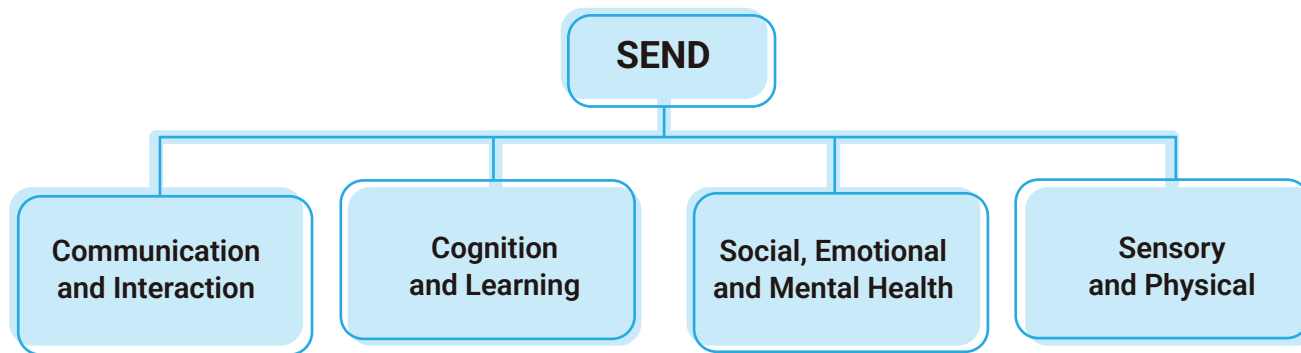 SEND
Communication
and Interaction
Cognition
and Learning
Social, Emotional
and Mental Health
Sensory
and Physical